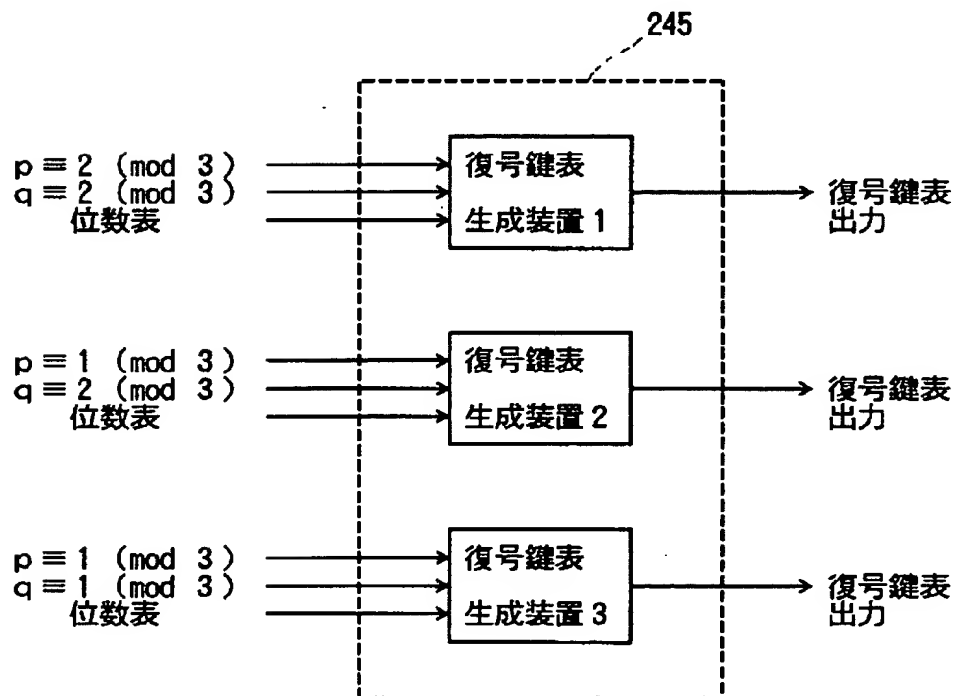 245
p ≡ 2 (mod 3)
q ≡ 2 (mod 3)
位数表
復号鍵表
生成装置1
復号鍵表
出力
p ≡ 1 (mod 3)
q ≡ 2 (mod 3)
位数表
復号鍵表
生成装置2
復号鍵表
出力
p ≡ 1 (mod 3)
q ≡ 1 (mod 3)
位数表
復号鍵表
生成装置3
復号鍵表
出力